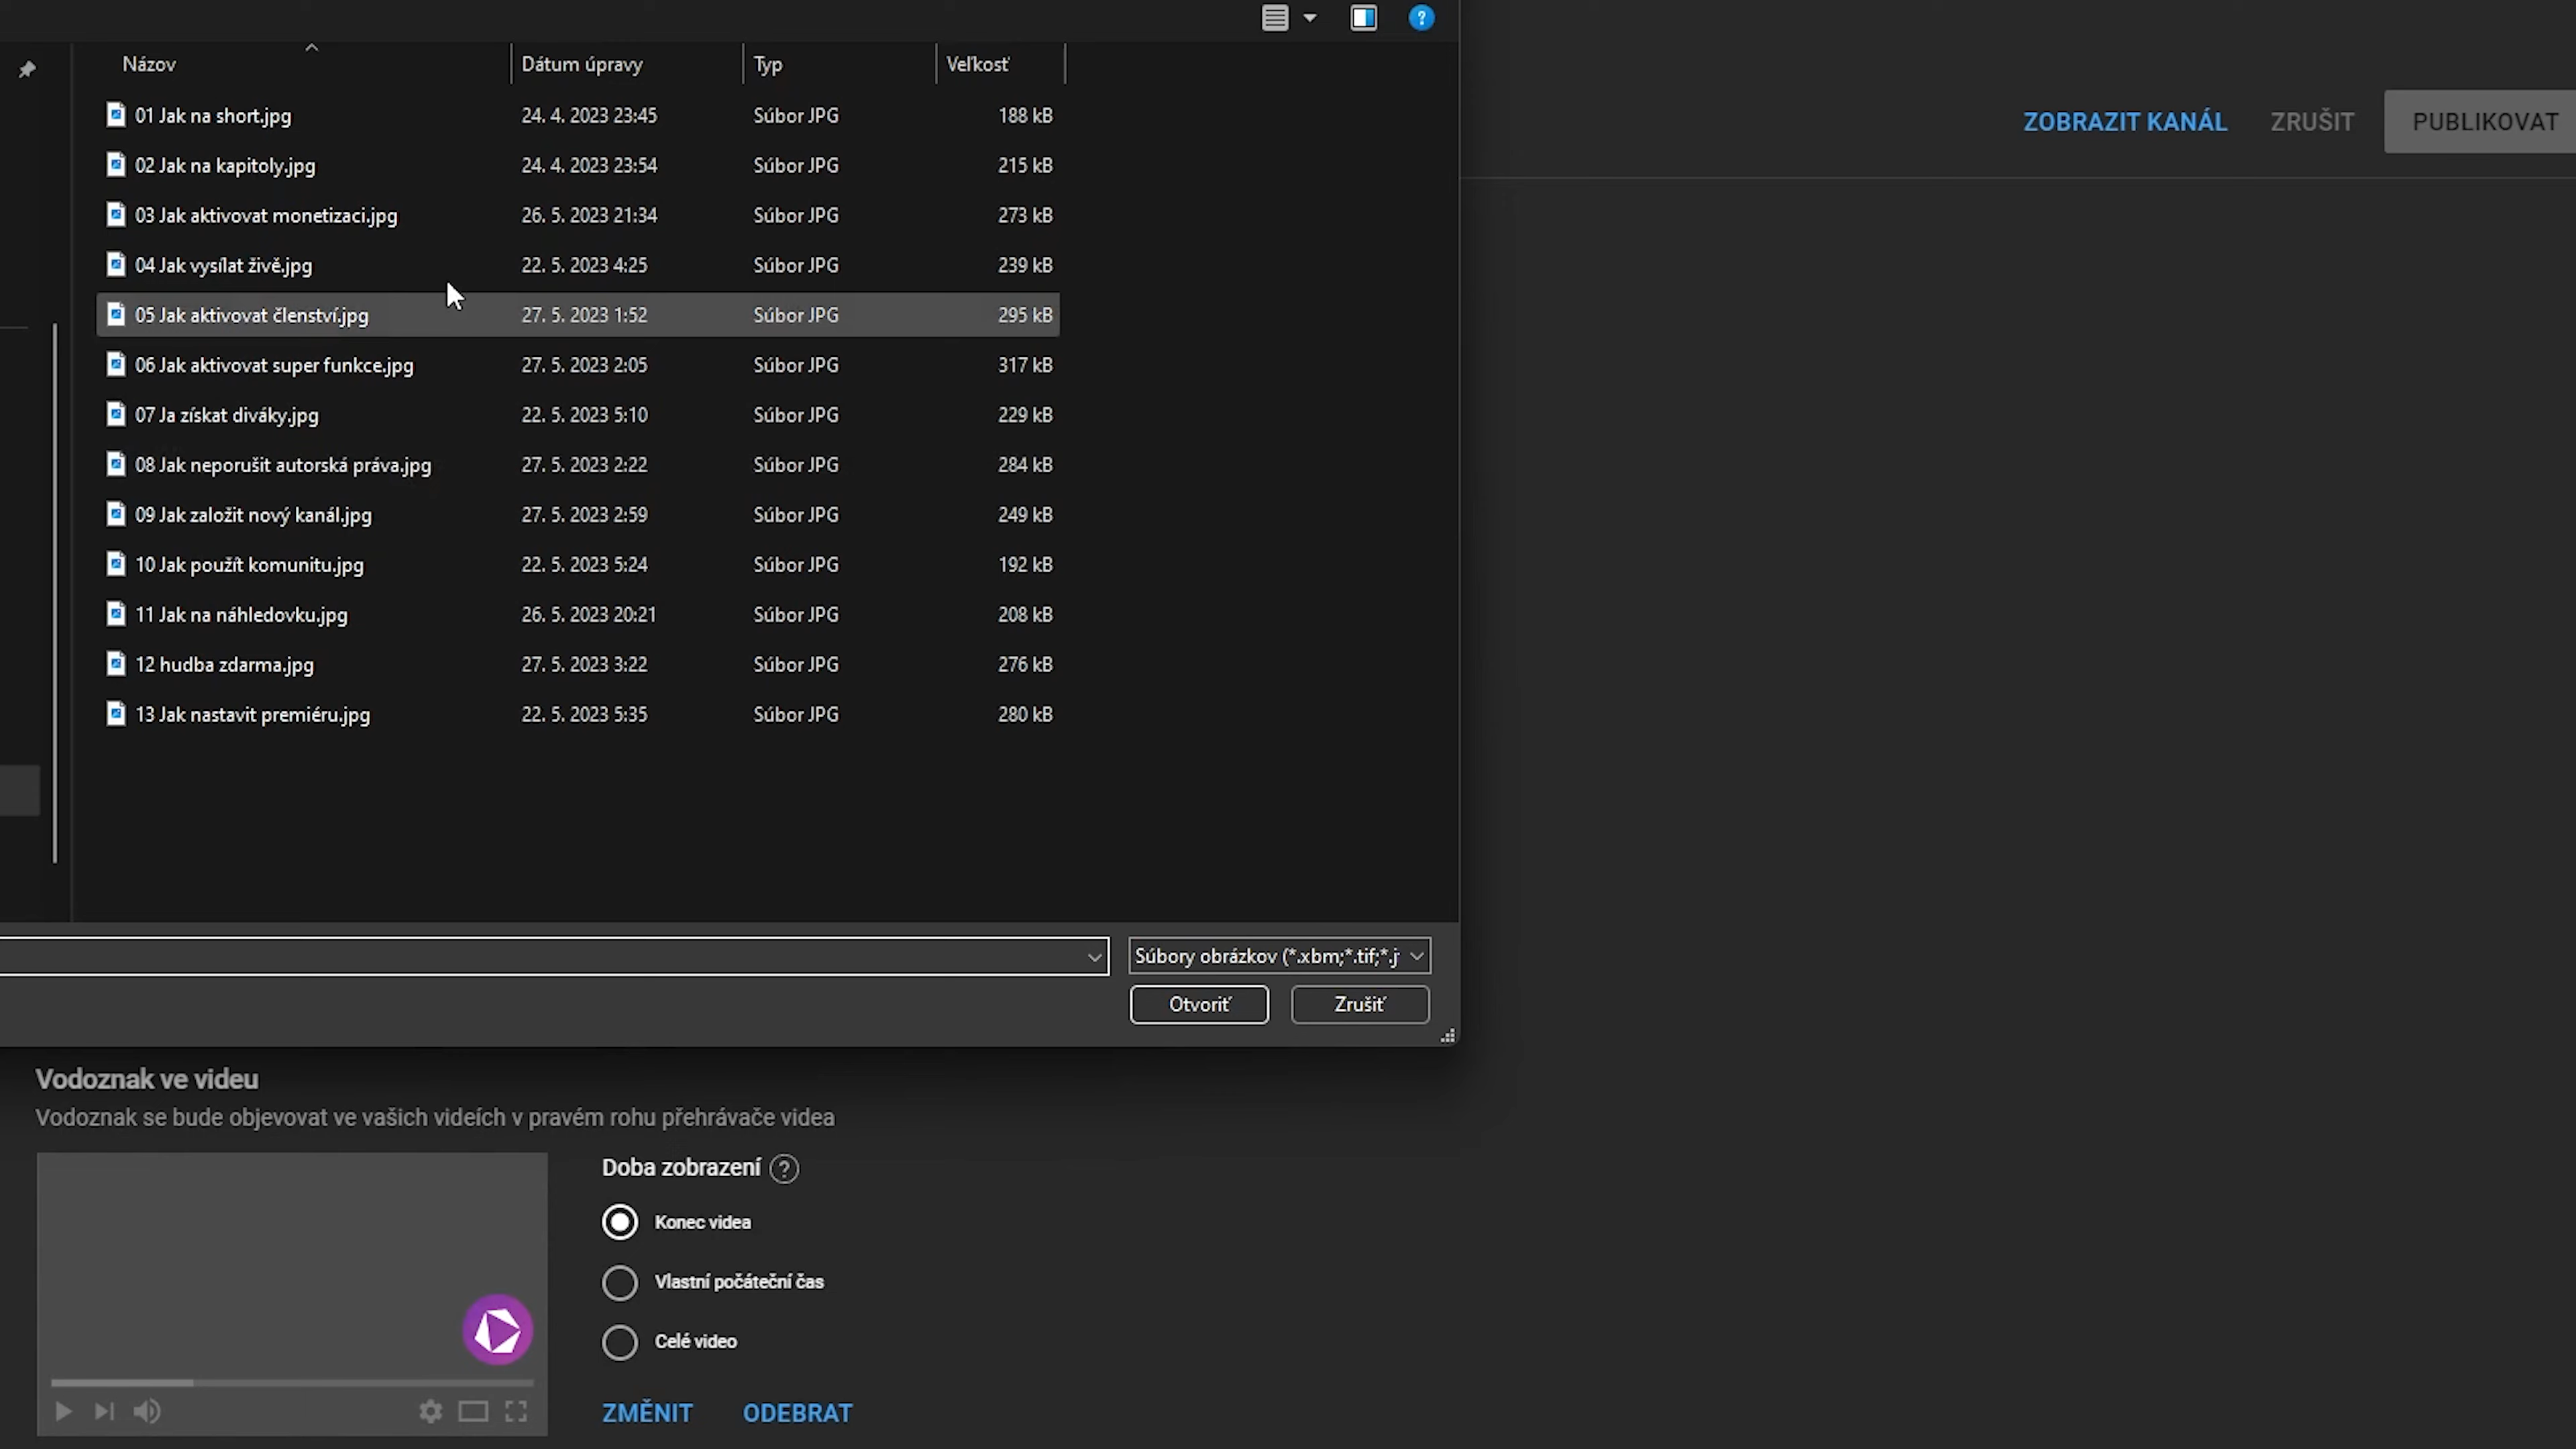 Názov Dátum úpravy Typ Veľkosť
01 Jak na short.jpg 24. 4. 2023 23:45 Súbor JPG 188 kB
02 Jak na kapitoly.jpg 24. 4. 2023 23:54 Súbor JPG 215 kB
03 Jak aktivovat monetizaci.jpg 26. 5. 2023 21:34 Súbor JPG 273 kB
04 Jak vysílat živě.jpg 22. 5. 2023 4:25 Súbor JPG 239 kB
05 Jak aktivovat členství.jpg 27. 5. 2023 1:52 Súbor JPG 295 kB
06 Jak aktivovat super funkce.jpg 27. 5. 2023 2:05 Súbor JPG 317 kB
07 Ja získat diváky.jpg 22. 5. 2023 5:10 Súbor JPG 229 kB
08 Jak neporušit autorská práva.jpg 27. 5. 2023 2:22 Súbor JPG 284 kB
09 Jak založit nový kanál.jpg 27. 5. 2023 2:59 Súbor JPG 249 kB
10 Jak použít komunitu.jpg 22. 5. 2023 5:24 Súbor JPG 192 kB
11 Jak na náhledovku.jpg 26. 5. 2023 20:21 Súbor JPG 208 kB
12 hudba zdarma.jpg 27. 5. 2023 3:22 Súbor JPG 276 kB
13 Jak nastavit premiéru.jpg 22. 5. 2023 5:35 Súbor JPG 280 kB
Súbory obrázkov (*.xbm;*.tif;*.j
Otvoriť Zrušiť
ZOBRAZIT KANÁL ZRUŠIT PUBLIKOVAT
Vodoznak ve videu
Vodoznak se bude objevovat ve vašich videích v pravém rohu přehrávače videa
Doba zobrazení ?
Konec videa
Vlastní počáteční čas
Celé video
ZMĚNIT ODEBRAT